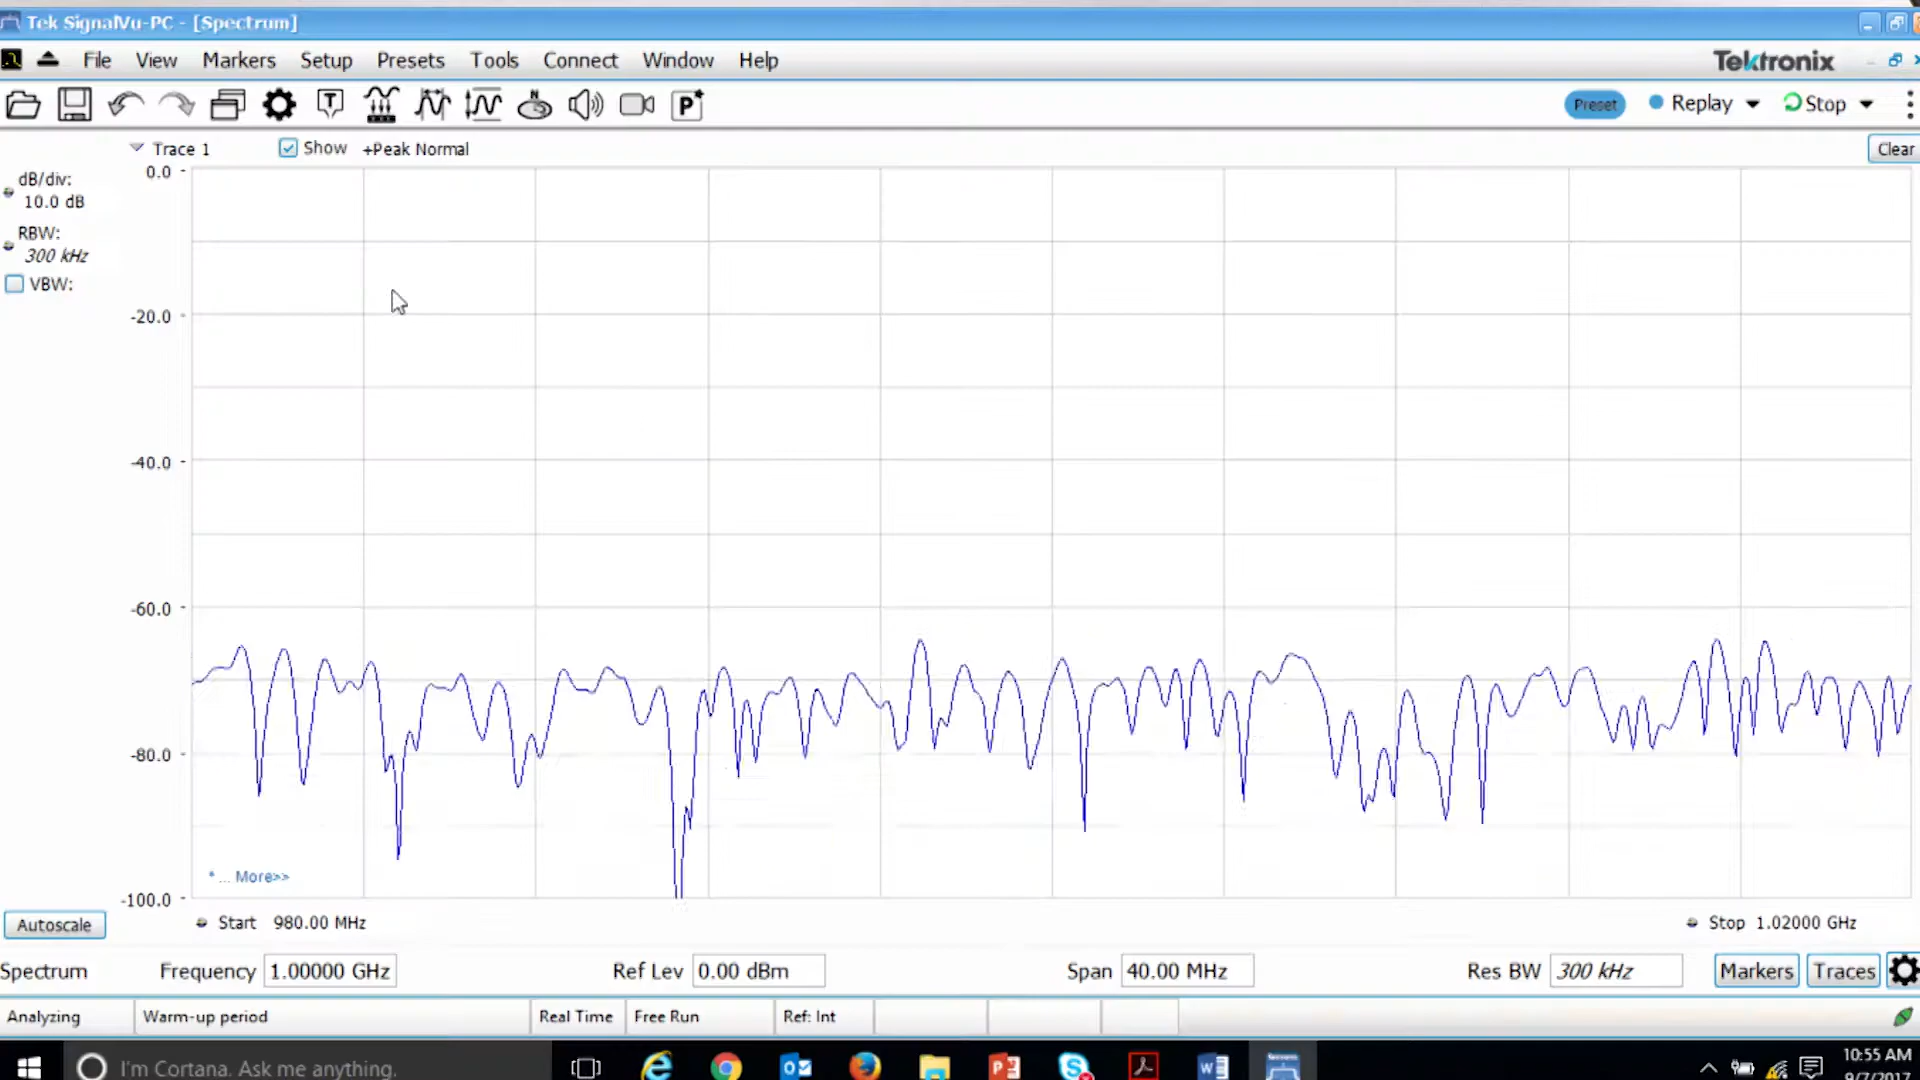 Tek SignalVu-PC - [Spectrum]
File View Markers Setup Presets Tools Connect Window Help
Tektronix
T N P
Preset Replay Stop
Trace 1 Show +Peak Normal Clear
dB/div:
10.0 dB
RBW:
300 kHz
VBW:
0.0
-20.0
-40.0
-60.0
-80.0
-100.0
* ... More>>
Autoscale
Start 980.00 MHz Stop 1.02000 GHz
Spectrum Frequency 1.00000 GHz Ref Lev 0.00 dBm Span 40.00 MHz Res BW 300 kHz Markers Traces
Analyzing Warm-up period Real Time Free Run Ref: Int
I'm Cortana. Ask me anything.
10:55 AM
9/7/2017